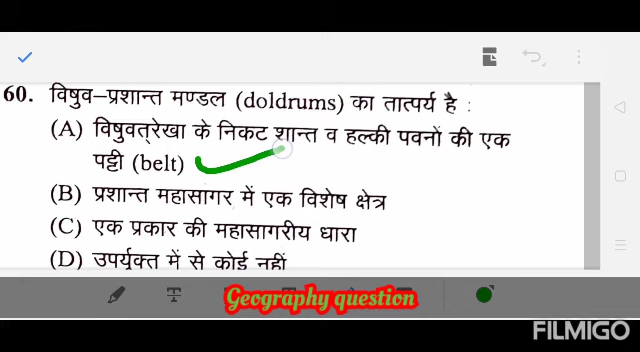 60. विषुव–प्रशान्त मण्डल (doldrums) का तात्पर्य है :
(A) विषुवत्‌रेखा के निकट शान्त व हल्की पवनों की एक
पट्टी (belt)
(B) प्रशान्त महासागर में एक विशेष क्षेत्र
(C) एक प्रकार की महासागरीय धारा
(D) उपर्युक्त में से कोई नहीं
Geography question
FILMIGO